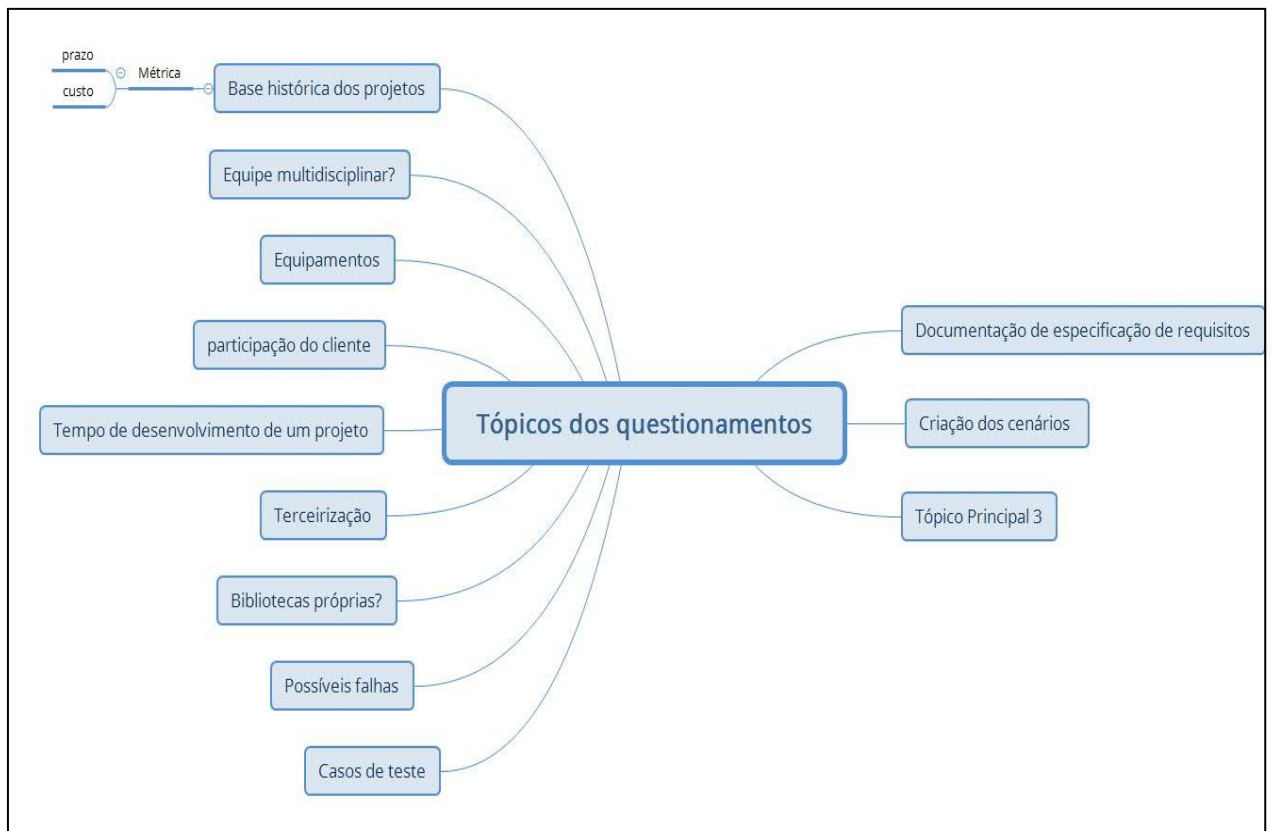 prazo
custo
Métrica
Base histórica dos projetos
Equipe multidisciplinar?
Equipamentos
participação do cliente
Tempo de desenvolvimento de um projeto
Terceirização
Bibliotecas próprias?
Possíveis falhas
Casos de teste
Tópicos dos questionamentos
Documentação de especificação de requisitos
Criação dos cenários
Tópico Principal 3